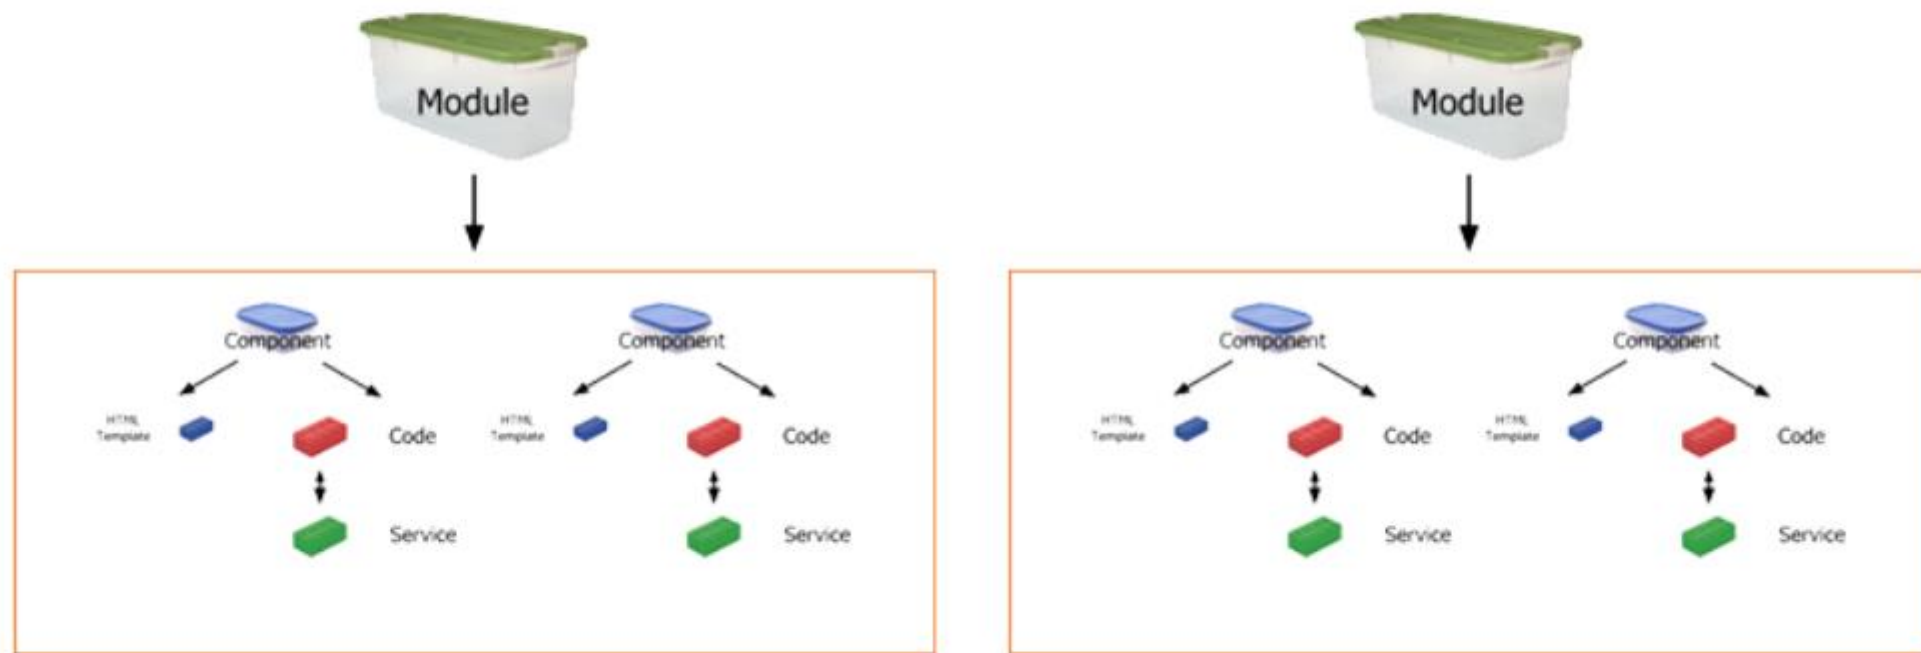 Module
Module
Component
Component
HTML
Template
Code
HTML
Template
Code
Service
Service
Component
Component
HTML
Template
Code
HTML
Template
Code
Service
Service